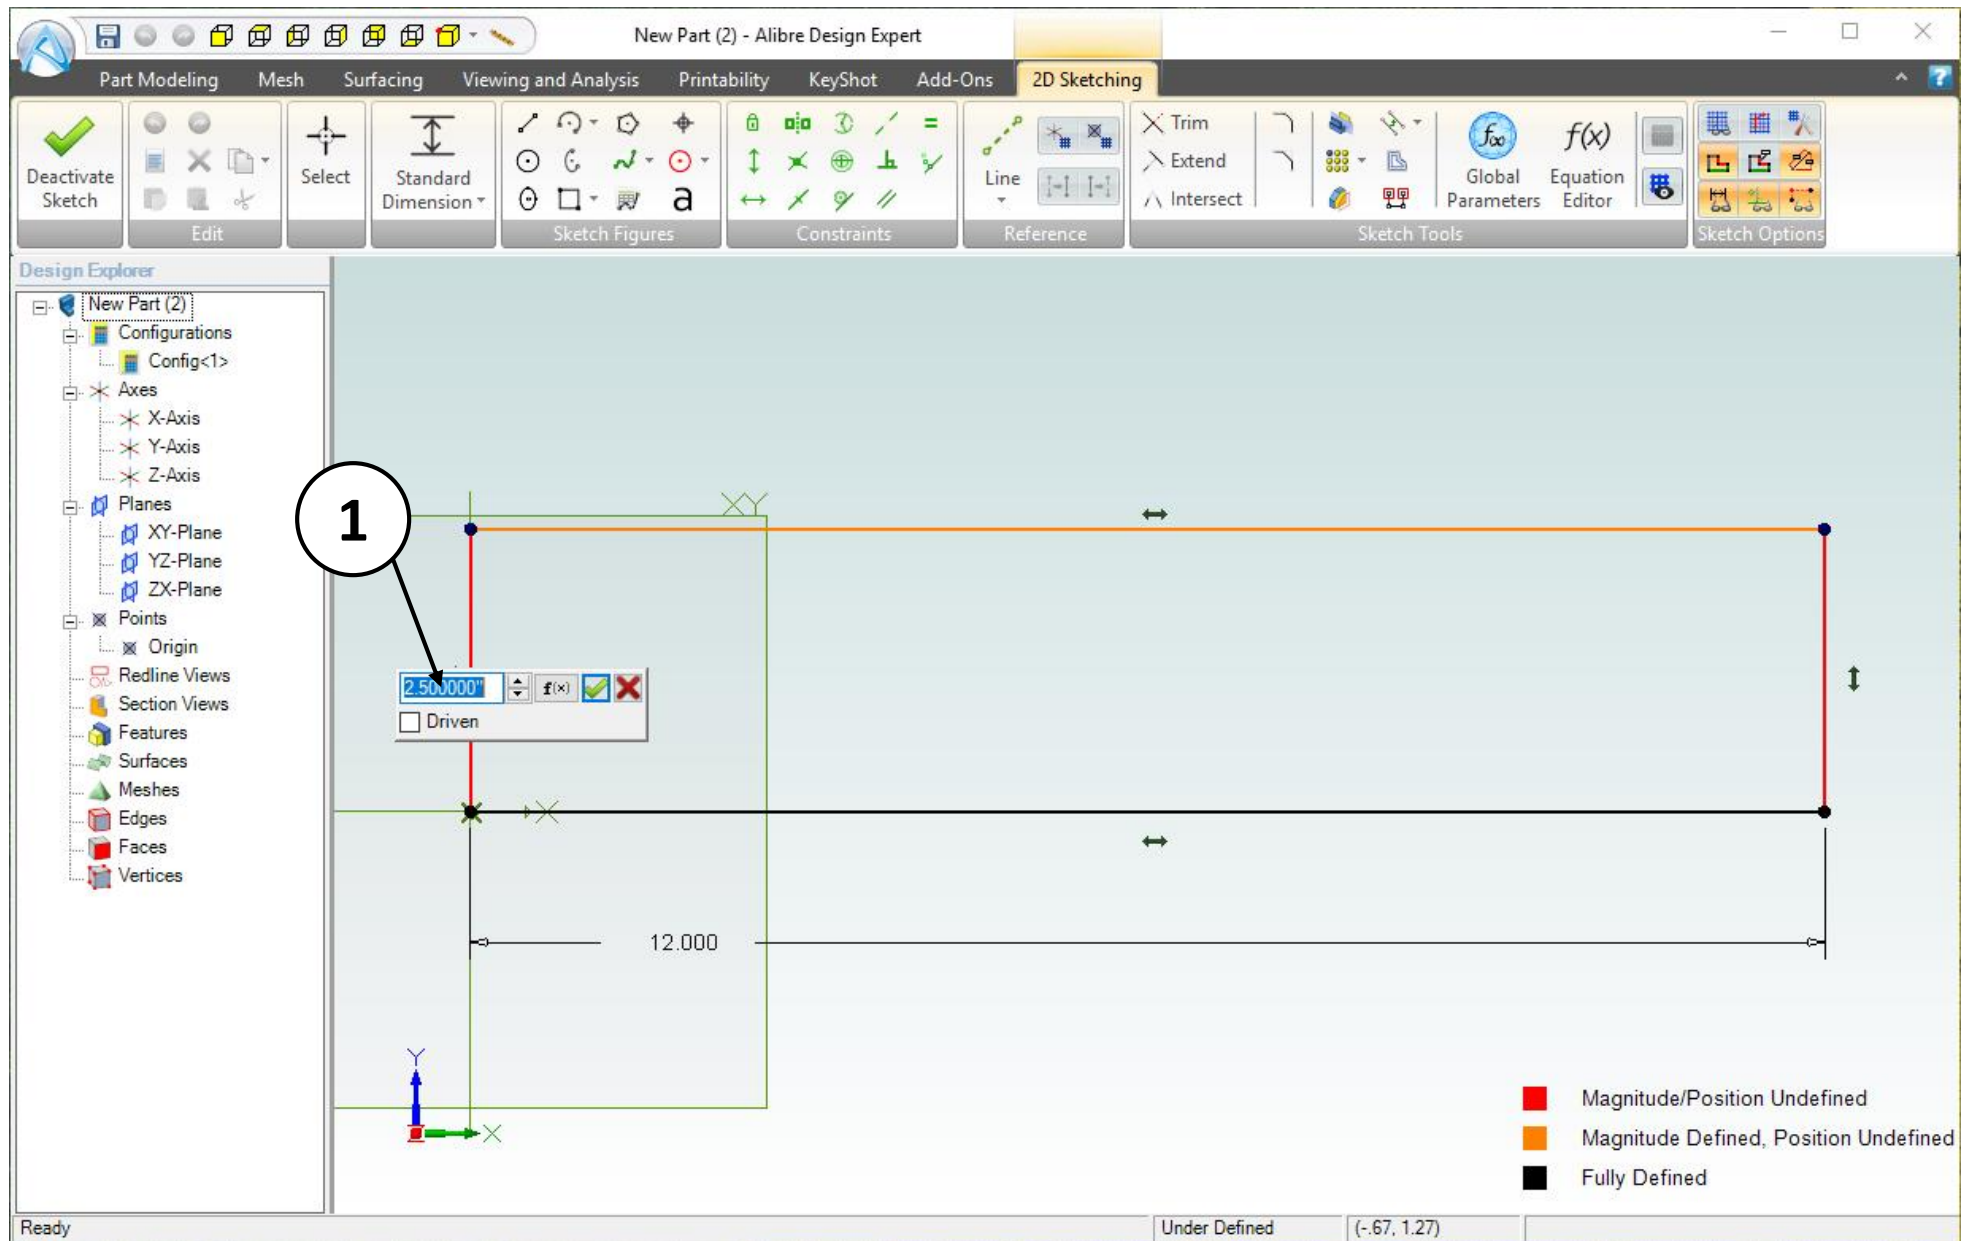 New Part (2) - Alibre Design Expert
Part Modeling Mesh Surfacing Viewing and Analysis Printability KeyShot Add-Ons 2D Sketching
Deactivate Sketch
Edit
Select
Standard Dimension
a
Sketch Figures
Constraints
Line
Reference
Trim
Extend
Intersect
Sketch Tools
Global Parameters
f(x)
Equation Editor
Sketch Options
Design Explorer
New Part (2)
Configurations
Config<1>
Axes
X-Axis
Y-Axis
Z-Axis
Planes
XY-Plane
YZ-Plane
ZX-Plane
Points
Origin
Redline Views
Section Views
Features
Surfaces
Meshes
Edges
Faces
Vertices
1
XY
2.500000" f(x)
Driven
X
12.000
Y
X
Magnitude/Position Undefined
Magnitude Defined, Position Undefined
Fully Defined
Ready Under Defined (-.67, 1.27)